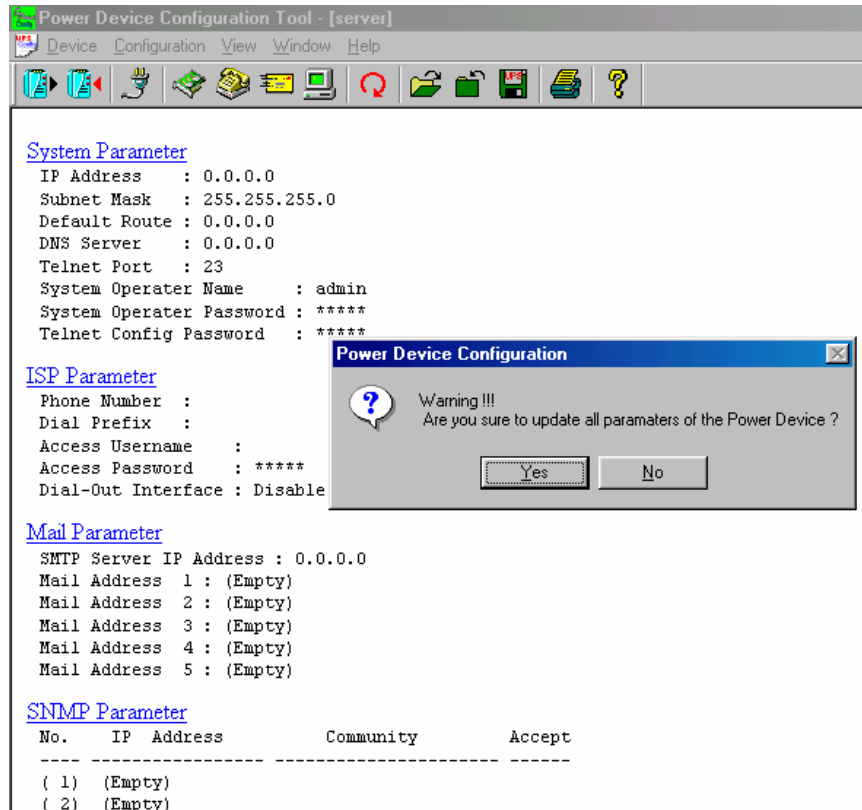 Power Device Configuration Tool - [server]
Device Configuration View Window Help
System Parameter
IP Address : 0.0.0.0
Subnet Mask : 255.255.255.0
Default Route : 0.0.0.0
DNS Server : 0.0.0.0
Telnet Port : 23
System Operater Name : admin
System Operater Password : *****
Telnet Config Password : *****
ISP Parameter
Phone Number :
Dial Prefix :
Access Username :
Access Password : *****
Dial-Out Interface : Disable
Power Device Configuration
Warning !!!
Are you sure to update all paramaters of the Power Device ?
Yes No
Mail Parameter
SMTP Server IP Address : 0.0.0.0
Mail Address 1 : (Empty)
Mail Address 2 : (Empty)
Mail Address 3 : (Empty)
Mail Address 4 : (Empty)
Mail Address 5 : (Empty)
SNMP Parameter
No. IP Address Community Accept
---- ----------------- ---------------------- ------
( 1) (Empty)
( 2) (Empty)